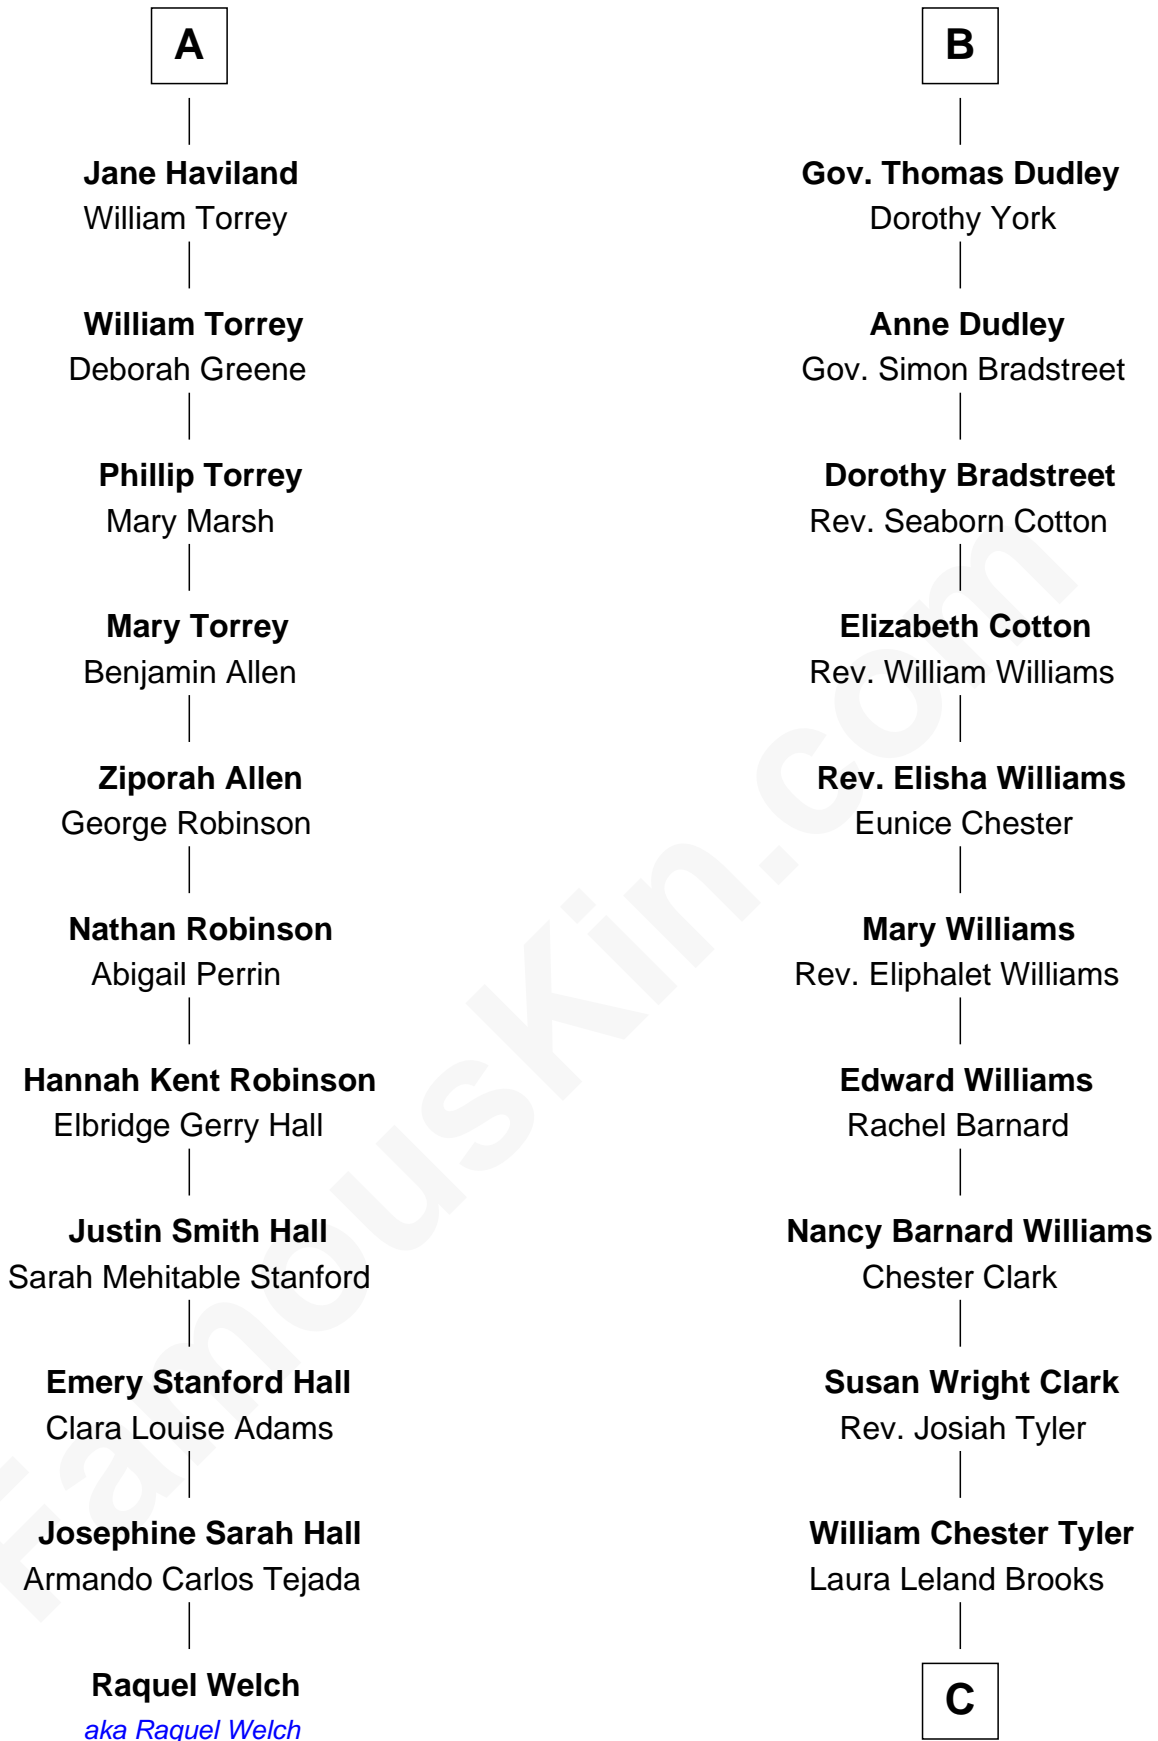 A
Jane Haviland
William Torrey
William Torrey
Deborah Greene
Phillip Torrey
Mary Marsh
Mary Torrey
Benjamin Allen
Ziporah Allen
George Robinson
Nathan Robinson
Abigail Perrin
Hannah Kent Robinson
Elbridge Gerry Hall
Justin Smith Hall
Sarah Mehitable Stanford
Emery Stanford Hall
Clara Louise Adams
Josephine Sarah Hall
Armando Carlos Tejada
Raquel Welch
aka Raquel Welch
B
Gov. Thomas Dudley
Dorothy York
Anne Dudley
Gov. Simon Bradstreet
Dorothy Bradstreet
Rev. Seaborn Cotton
Elizabeth Cotton
Rev. William Williams
Rev. Elisha Williams
Eunice Chester
Mary Williams
Rev. Eliphalet Williams
Edward Williams
Rachel Barnard
Nancy Barnard Williams
Chester Clark
Susan Wright Clark
Rev. Josiah Tyler
William Chester Tyler
Laura Leland Brooks
C
FamousKin.com